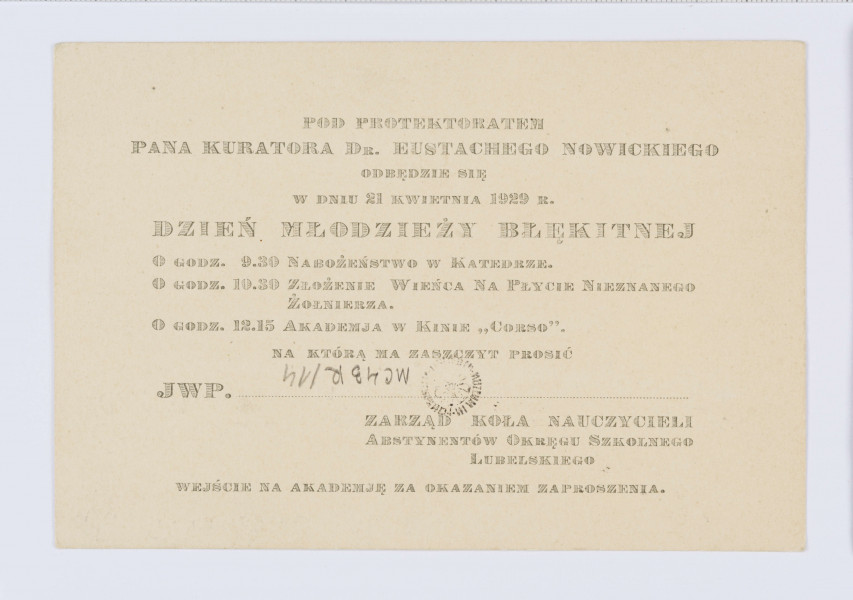 POD PROTEKTORATEM
PANA KURATORA DR. EUSTACHEGO NOWICKIEGO
ODBĘDZIE SIĘ
W DNIU 21 KWIETNIA 1929 R.
DZIEŃ MŁODZIEŻY BŁĘKITNEJ
O GODZ. 9.30 NABOŻEŃSTWO W KATEDRZE.
O GODZ. 10.30 ZŁOŻENIE WIEŃCA NA PŁYCIE NIEZNANEGO
ŻOŁNIERZA.
O GODZ. 12.15 AKADEMJA W KINIE „CORSO”.
NA KTÓRĄ MA ZASZCZYT PROSIĆ
MC43R/14
JWP.
ZARZĄD KOŁA NAUCZYCIELI
ABSTYNENTÓW OKRĘGU SZKOLNEGO
LUBELSKIEGO
WEJŚCIE NA AKADEMJĘ ZA OKAZANIEM ZAPROSZENIA.